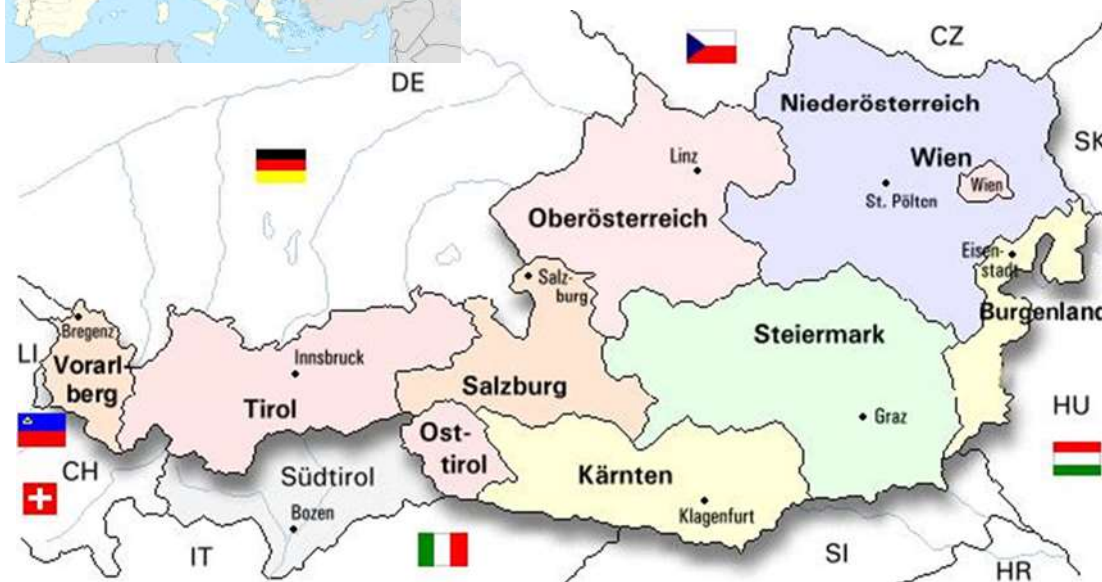 CZ
DE
Niederösterreich
SK
Linz
Wien
Wien
St. Pölten
Oberösterreich
Eisen-
stadt
Salz-
burg
Burgenland
Bregenz
Steiermark
LI
Vorarl-
berg
Innsbruck
Salzburg
Tirol
Graz
HU
Ost-
tirol
CH
Südtirol
Kärnten
Klagenfurt
Bozen
IT
SI
HR